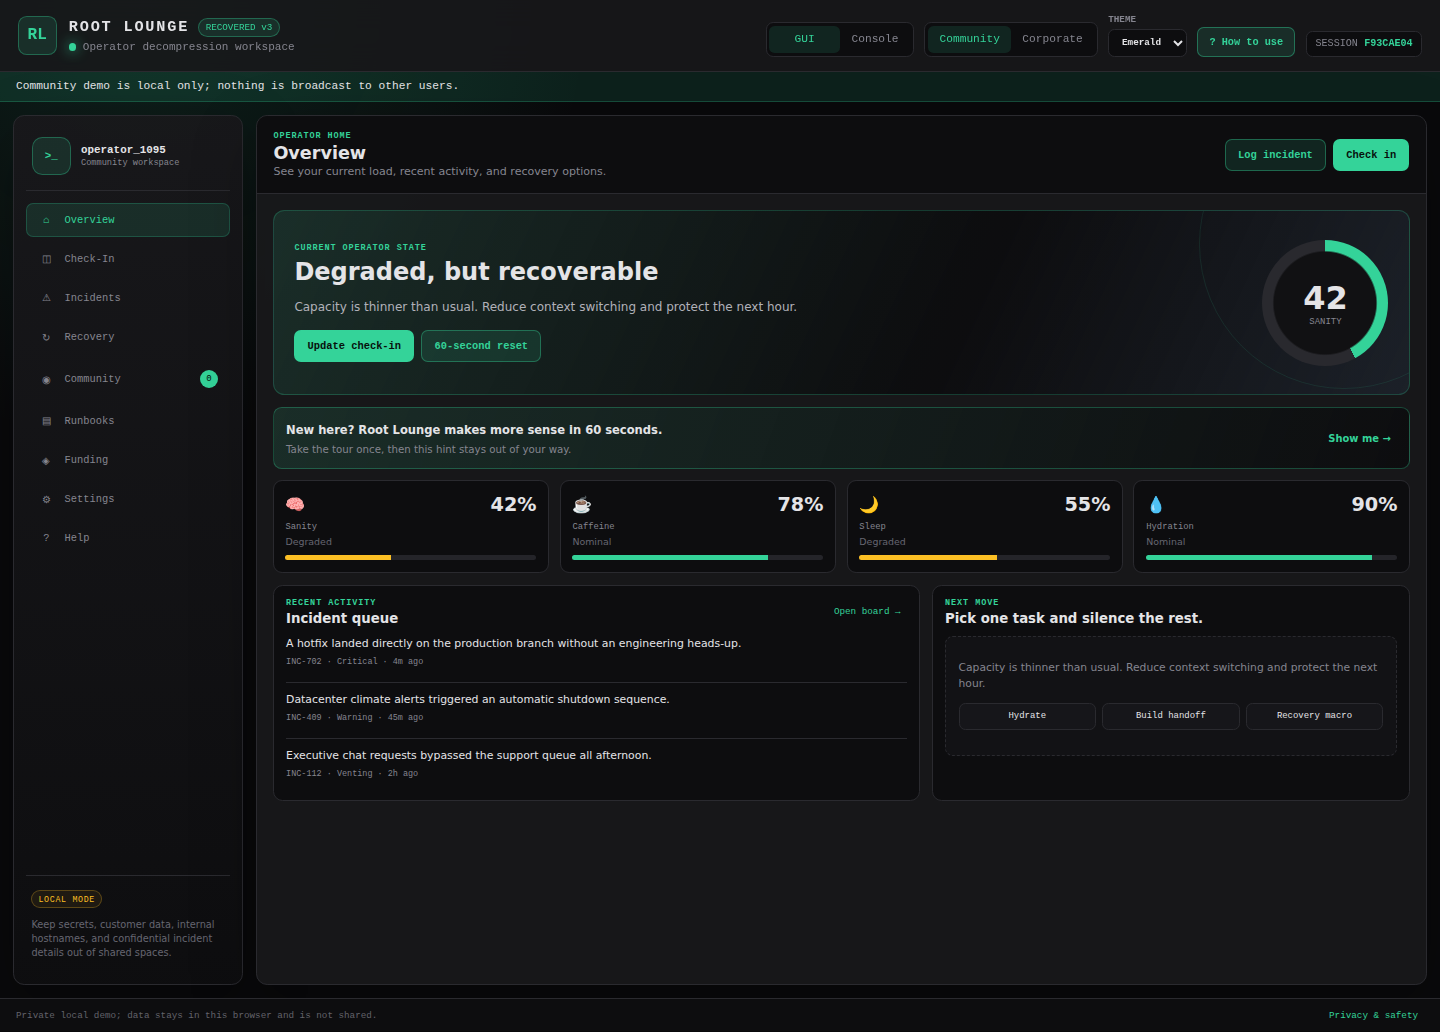 RL
ROOT LOUNGE
RECOVERED v3
Operator decompression workspace
GUI
Console
Community
Corporate
THEME
Emerald
? How to use
SESSION F93CAE04
Community demo is local only; nothing is broadcast to other users.
>_
operator_1095
Community workspace
Overview
Check-In
Incidents
Recovery
Community
0
Runbooks
Funding
Settings
? Help
LOCAL MODE
Keep secrets, customer data, internal
hostnames, and confidential incident
details out of shared spaces.
OPERATOR HOME
Overview
See your current load, recent activity, and recovery options.
Log incident
Check in
CURRENT OPERATOR STATE
Degraded, but recoverable
Capacity is thinner than usual. Reduce context switching and protect the next hour.
Update check-in
60-second reset
42
SANITY
New here? Root Lounge makes more sense in 60 seconds.
Take the tour once, then this hint stays out of your way.
Show me →
42%
Sanity
Degraded
78%
Caffeine
Nominal
55%
Sleep
Degraded
90%
Hydration
Nominal
RECENT ACTIVITY
Incident queue
Open board →
A hotfix landed directly on the production branch without an engineering heads-up.
INC-702 · Critical · 4m ago
Datacenter climate alerts triggered an automatic shutdown sequence.
INC-409 · Warning · 45m ago
Executive chat requests bypassed the support queue all afternoon.
INC-112 · Venting · 2h ago
NEXT MOVE
Pick one task and silence the rest.
Capacity is thinner than usual. Reduce context switching and protect the next
hour.
Hydrate
Build handoff
Recovery macro
Private local demo; data stays in this browser and is not shared.
Privacy & safety